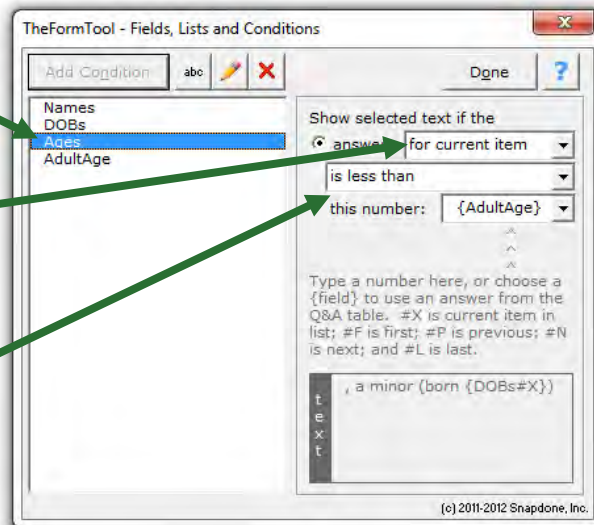 TheFormTool - Fields, Lists and Conditions
Add Condition abc Done ?
Names
DOBs
Ages
AdultAge
Show selected text if the
answer for current item
is less than
this number: {AdultAge}
Type a number here, or choose a
{field} to use an answer from the
Q&A table. #X is current item in
list; #F is first; #P is previous; #N
is next; and #L is last.
text
, a minor (born {DOBs#X})
(c) 2011-2012 Snapdone, Inc.